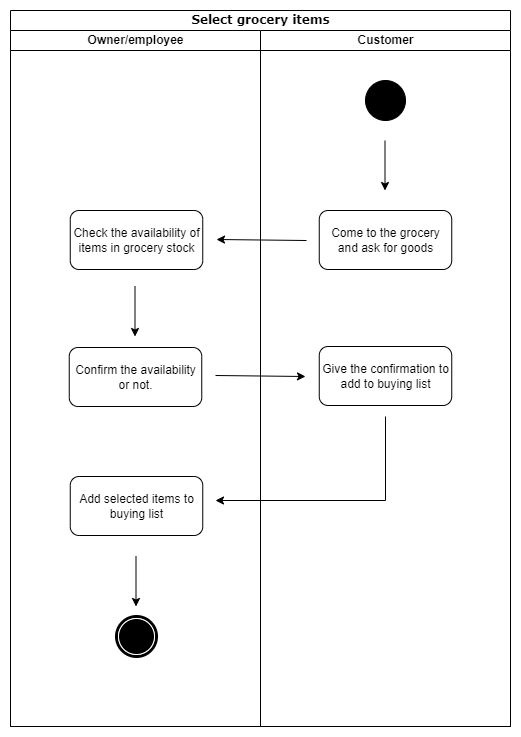 Select grocery items
Owner/employee
Customer
Come to the grocery
and ask for goods
Check the availability of
items in grocery stock
Confirm the availability
or not.
Give the confirmation to
add to buying list
Add selected items to
buying list